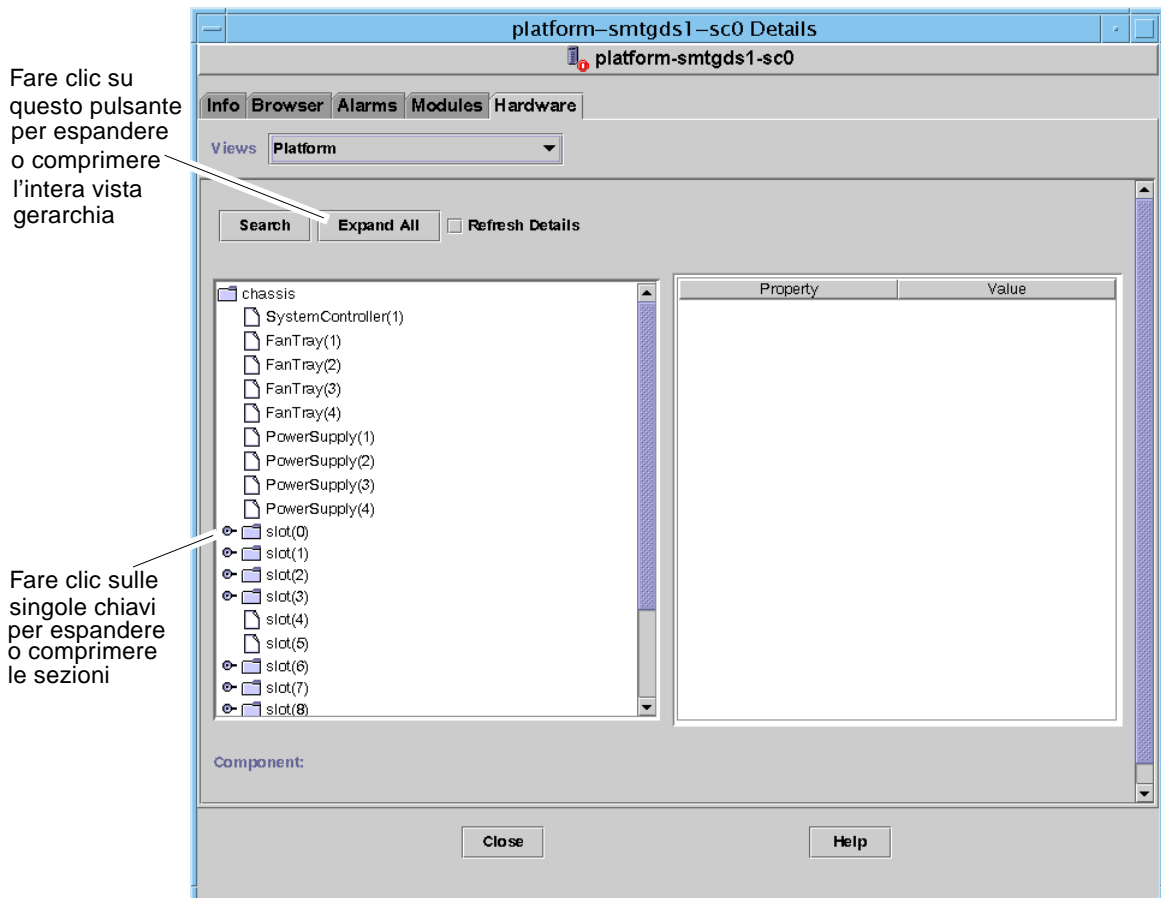 platform–smtgds1–sc0 Details
platform-smtgds1-sc0
Fare clic su
questo pulsante
per espandere
o comprimere
l'intera vista
gerarchia
Info Browser Alarms Modules Hardware
Views Platform
Search Expand All Refresh Details
chassis
SystemController(1)
FanTray(1)
FanTray(2)
FanTray(3)
FanTray(4)
PowerSupply(1)
PowerSupply(2)
PowerSupply(3)
PowerSupply(4)
slot(0)
slot(1)
slot(2)
slot(3)
slot(4)
slot(5)
slot(6)
slot(7)
slot(8)
Property Value
Fare clic sulle
singole chiavi
per espandere
o comprimere
le sezioni
Component:
Close Help